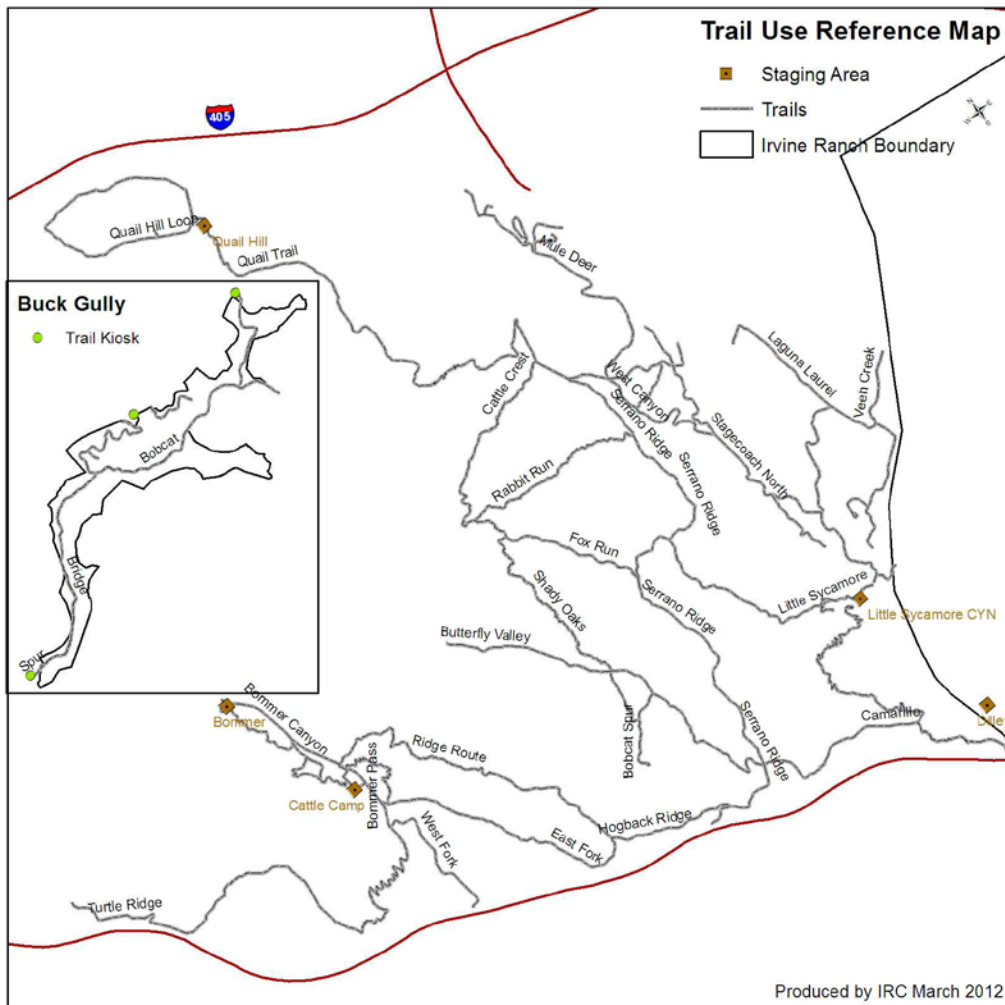 Trail Use Reference Map
Staging Area
Trails
Irvine Ranch Boundary
405
Quail Hill Loop
Quail Hill
Quail Trail
Mule Deer
Buck Gully
Trail Kiosk
Bobcat
Bridge
Spur
Cattle Crest
West Canyon
Serrano Ridge
Laguna Laurel
Veeh Creek
Stagecoach North
Rabbit Run
Serrano Ridge
Fox Run
Shady Oaks
Serrano Ridge
Little Sycamore
Little Sycamore CYN
Butterfly Valley
Bommer Canyon
Bommer
Ridge Route
Bommer Pass
Cattle Camp
Bobcat Spur
Serrano Ridge
Camarillo
Hogback Ridge
East Fork
West Fork
Turtle Ridge
Produced by IRC March 2012